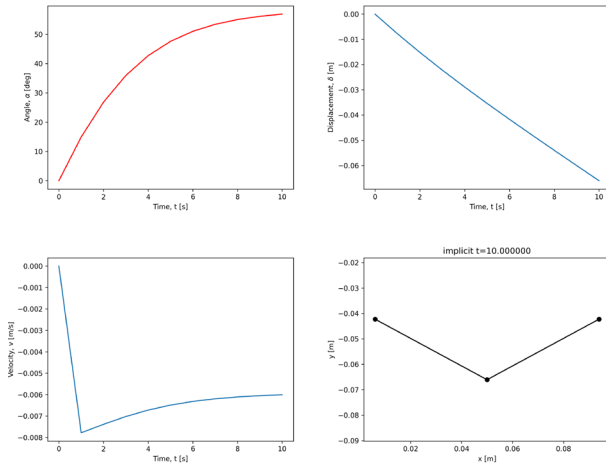 Angle, α [deg]
50
40
30
20
10
0
0 2 4 6 8 10
Time, t [s]
Displacement, δ [m]
0.00
−0.01
−0.02
−0.03
−0.04
−0.05
−0.06
0 2 4 6 8 10
Time, t [s]
Velocity, v [m/s]
0.000
−0.001
−0.002
−0.003
−0.004
−0.005
−0.006
−0.007
−0.008
0 2 4 6 8 10
Time, t [s]
implicit t=10.000000
y [m]
−0.02
−0.03
−0.04
−0.05
−0.06
−0.07
−0.08
−0.09
0.02 0.04 0.06 0.08
x [m]